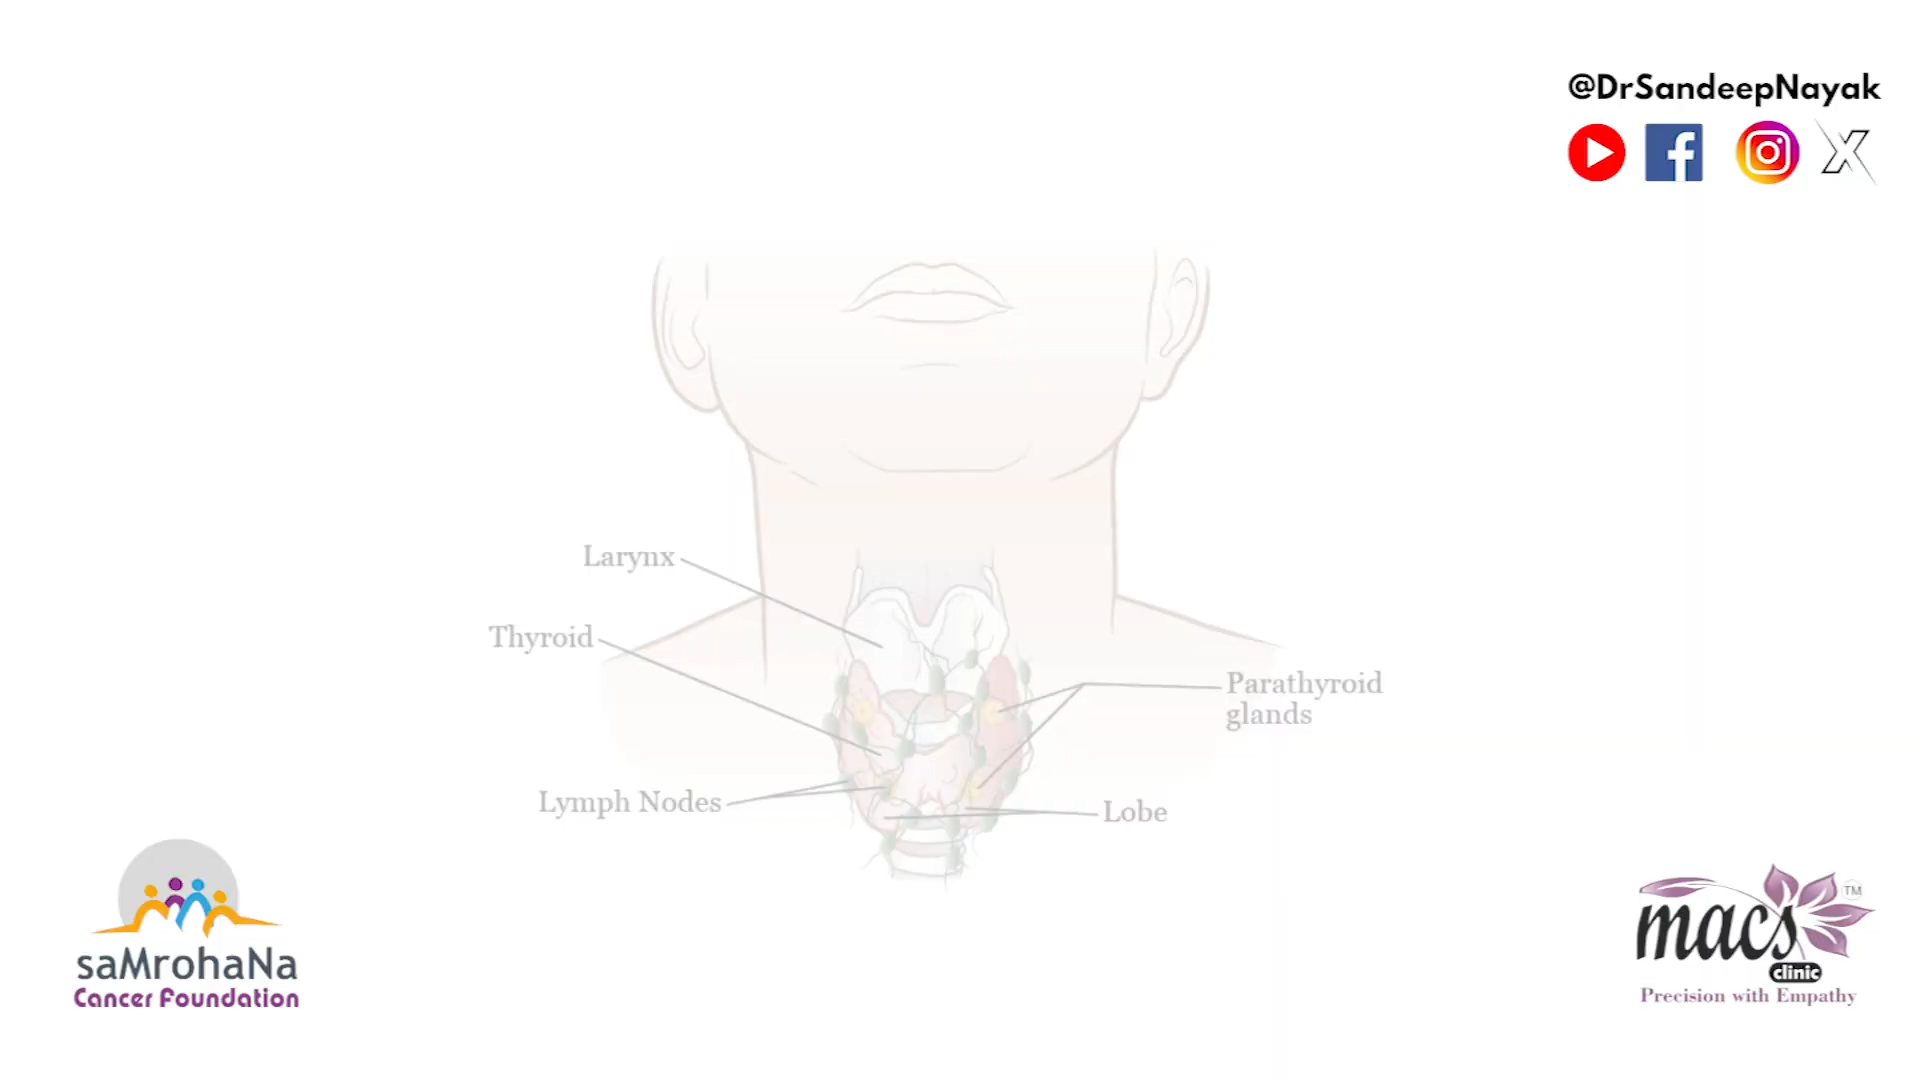 @DrSandeepNayak
Larynx
Thyroid
Parathyroid
glands
Lymph Nodes
Lobe
saMrohaNa
Cancer Foundation
macs
TM
clinic
Precision with Empathy